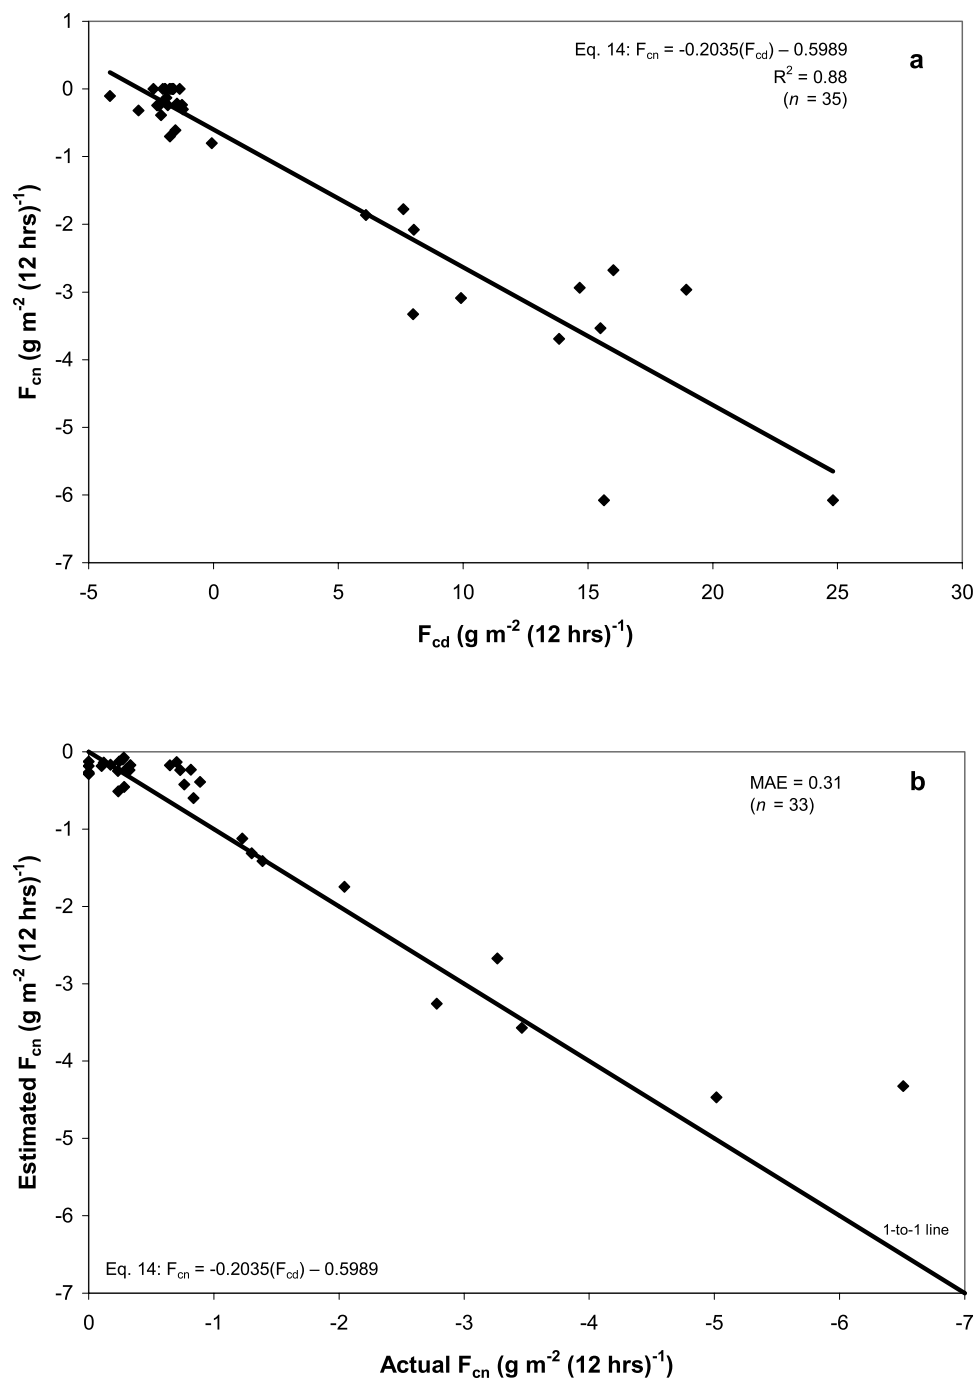 Eq. 14: Fcn = -0.2035(Fcd) – 0.5989
a
R2 = 0.88
(n = 35)
1
0
-1
-2
-3
-4
-5
-6
-7
Fcn (g m-2 (12 hrs)-1)
-5 0 5 10 15 20 25 30
Fcd (g m-2 (12 hrs)-1)
MAE = 0.31
b
(n = 33)
0
-1
-2
-3
-4
-5
-6
-7
Estimated Fcn (g m-2 (12 hrs)-1)
1-to-1 line
Eq. 14: Fcn = -0.2035(Fcd) – 0.5989
0 -1 -2 -3 -4 -5 -6 -7
Actual Fcn (g m-2 (12 hrs)-1)